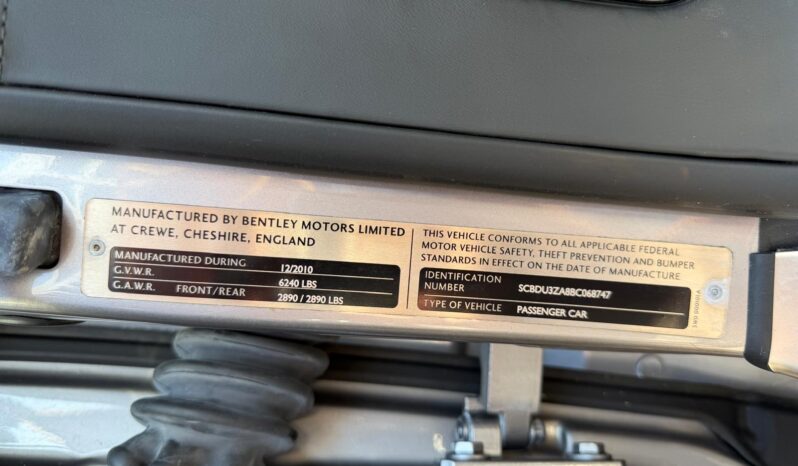 MANUFACTURED BY BENTLEY MOTORS LIMITED
AT CREWE, CHESHIRE, ENGLAND
MANUFACTURED DURING 12/2010
G.V.W.R. 6240 LBS
G.A.W.R. FRONT/REAR 2890 / 2890 LBS
THIS VEHICLE CONFORMS TO ALL APPLICABLE FEDERAL
MOTOR VEHICLE SAFETY, THEFT PREVENTION AND BUMPER
STANDARDS IN EFFECT ON THE DATE OF MANUFACTURE
IDENTIFICATION
NUMBER SCBDU3ZA8BC068747
TYPE OF VEHICLE PASSENGER CAR